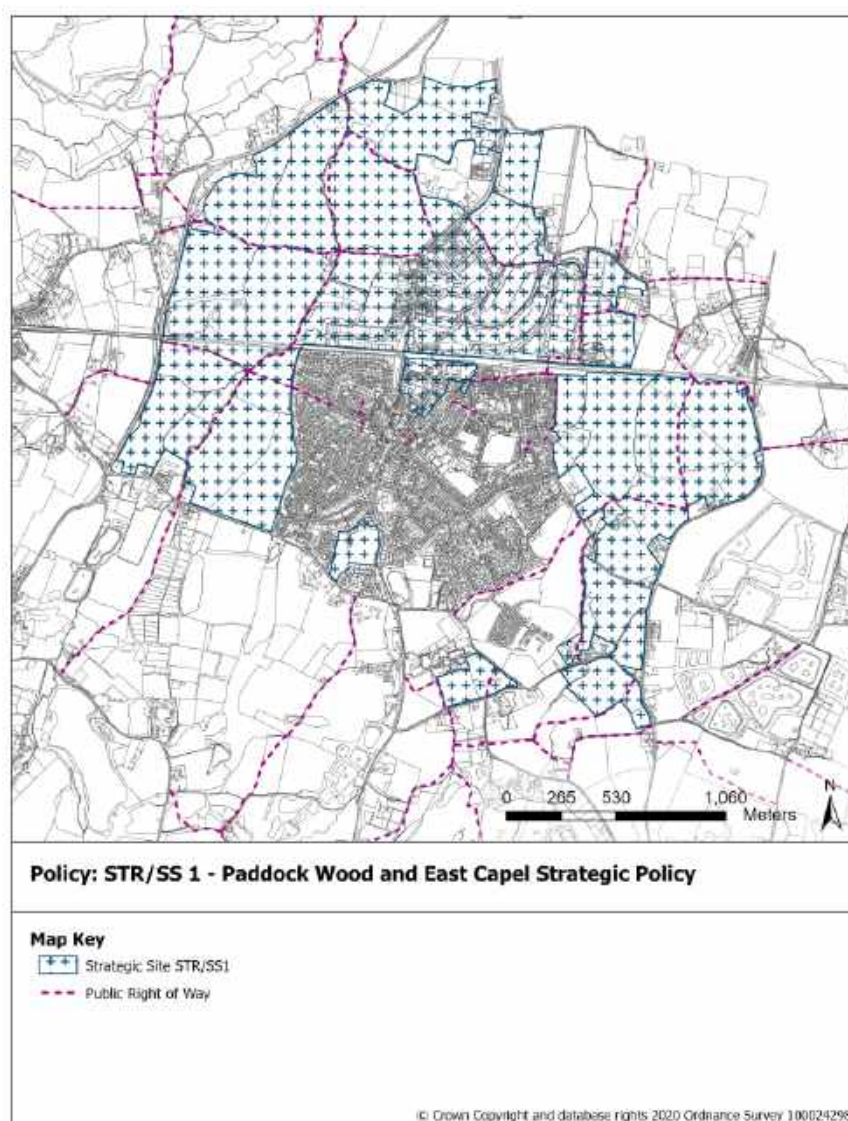 N
0 265 530 1,060
Meters
Policy: STR/SS 1 - Paddock Wood and East Capel Strategic Policy
Map Key
Strategic Site STR/SS1
Public Right of Way
© Crown Copyright and database rights 2020 Ordnance Survey 100024298